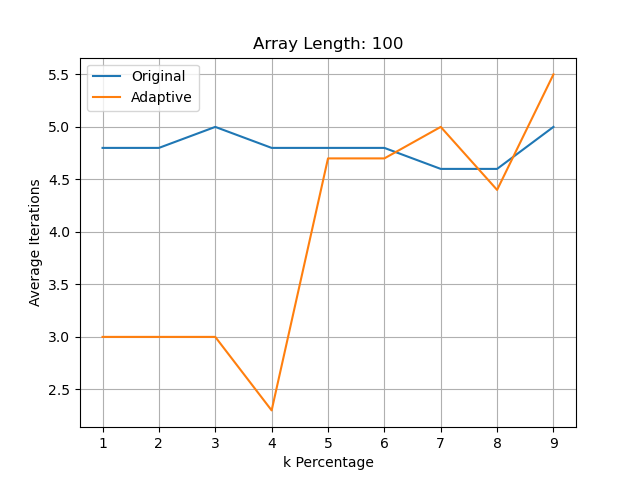 Array Length: 100
Original
Adaptive
5.5
5.0
4.5
4.0
3.5
3.0
2.5
Average Iterations
1 2 3 4 5 6 7 8 9
k Percentage